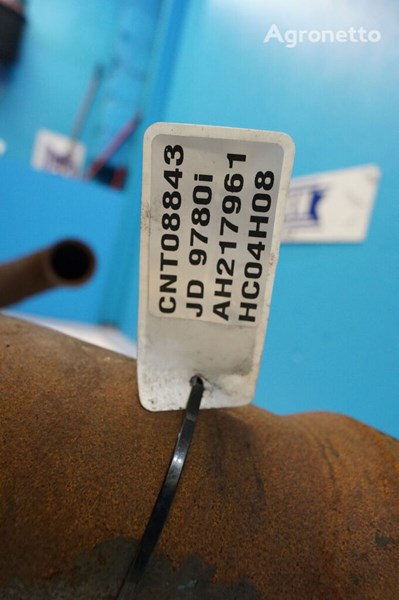 Agronetto
CNT08843
JD 9780i
AH217961
HC04H08